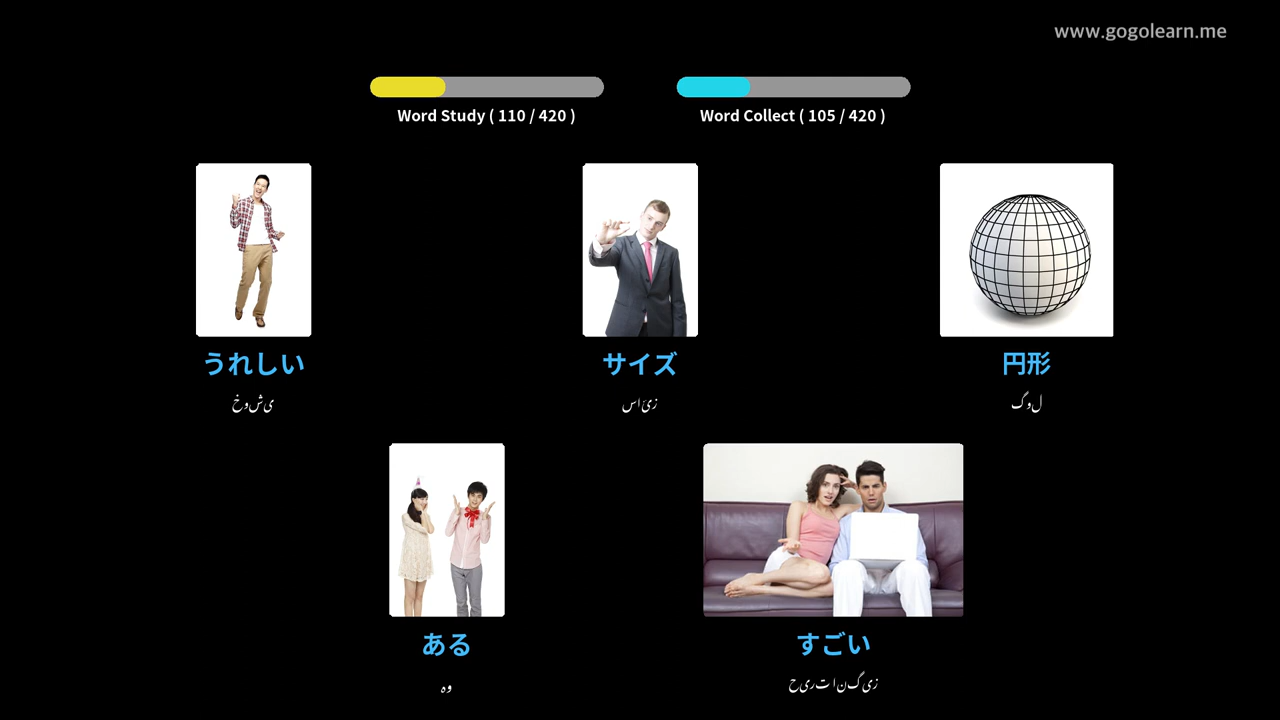 www.gogolearn.me
Word Study ( 110 / 420 )
Word Collect ( 105 / 420 )
うれしい
خوشی
サイズ
سائز
円形
گول
ある
وہ
すごい
حیرت انگیز